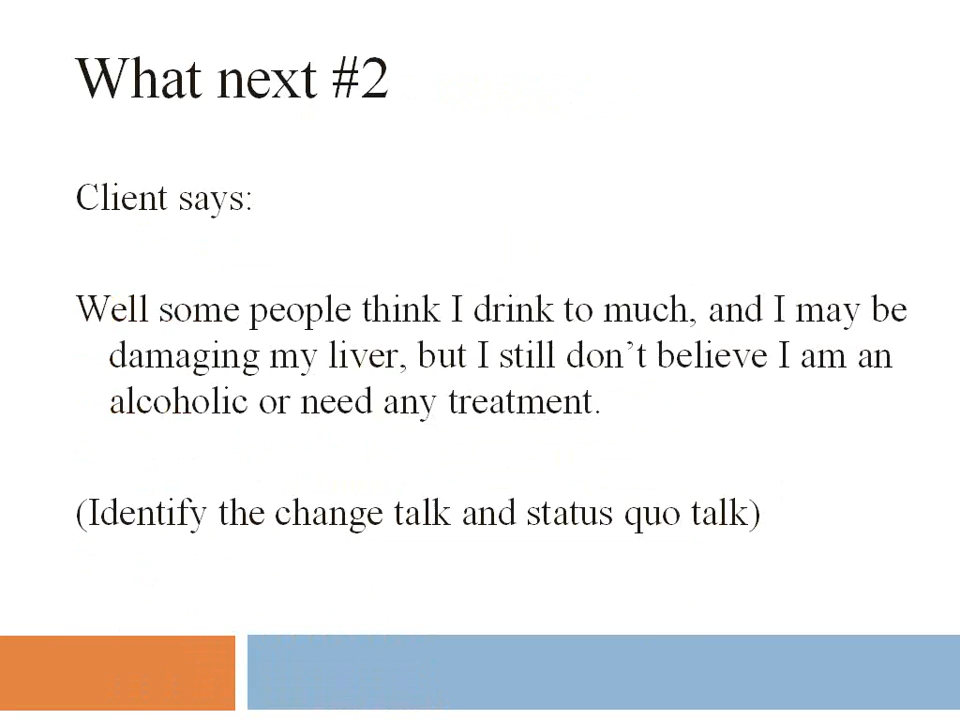 What next #2
Client says:
Well some people think I drink to much, and I may be
damaging my liver, but I still don’t believe I am an
alcoholic or need any treatment.
(Identify the change talk and status quo talk)